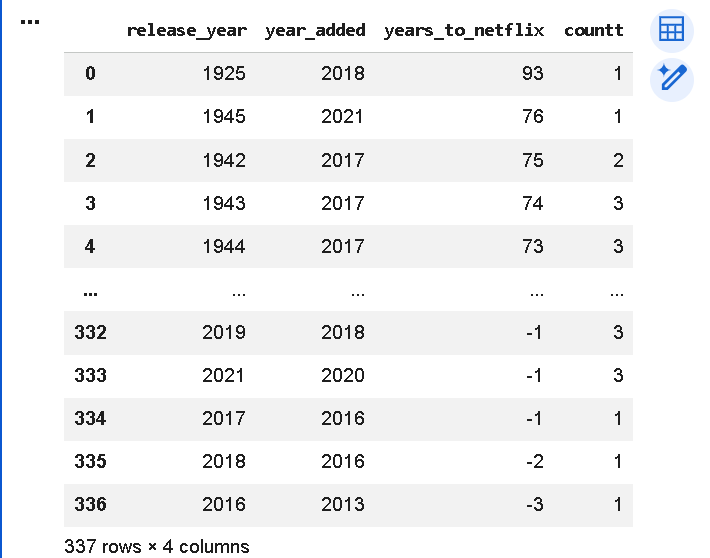 ...
release_year year_added years_to_netflix countt
0 1925 2018 93 1
1 1945 2021 76 1
2 1942 2017 75 2
3 1943 2017 74 3
4 1944 2017 73 3
... ... ... ... ...
332 2019 2018 -1 3
333 2021 2020 -1 3
334 2017 2016 -1 1
335 2018 2016 -2 1
336 2016 2013 -3 1
337 rows × 4 columns